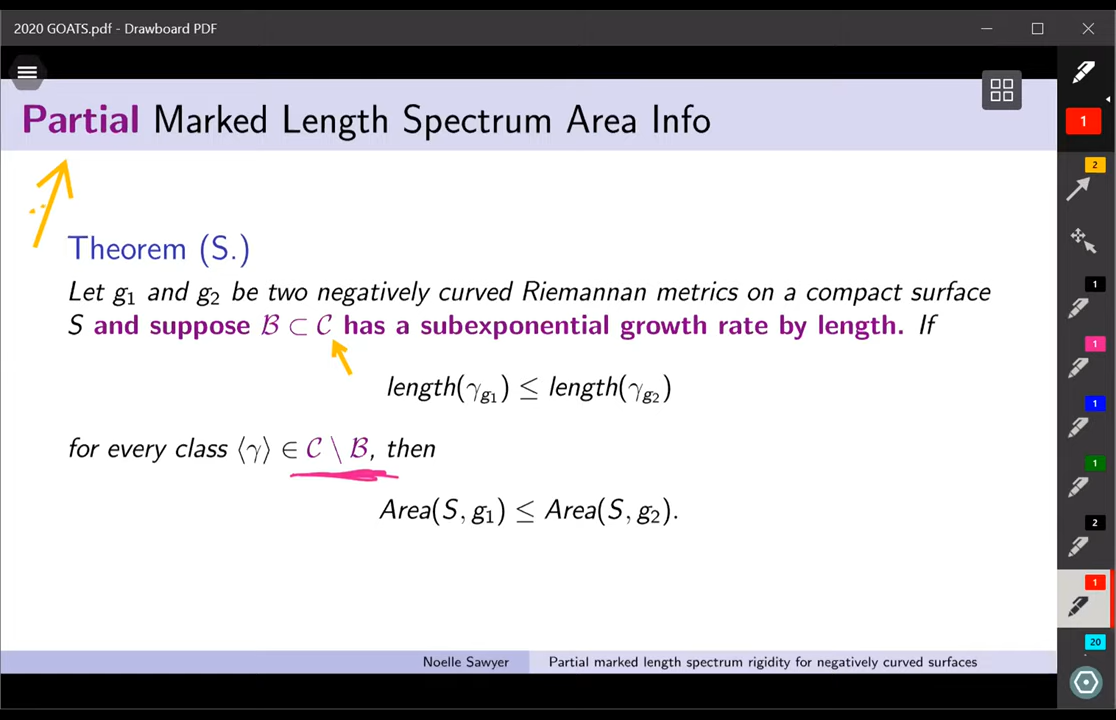 2020 GOATS.pdf - Drawboard PDF
Partial Marked Length Spectrum Area Info
Theorem (S.)
Let g₁ and g₂ be two negatively curved Riemannan metrics on a compact surface
S and suppose ℬ ⊂ 𝒞 has a subexponential growth rate by length. If
length(γ_g₁) ≤ length(γ_g₂)
for every class ⟨γ⟩ ∈ 𝒞 \ ℬ, then
Area(S, g₁) ≤ Area(S, g₂).
Noelle Sawyer
Partial marked length spectrum rigidity for negatively curved surfaces
1
2
1
1
1
1
2
1
20